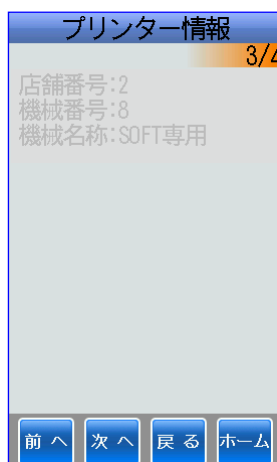 プリンター情報
3/4
店舗番号:2
機械番号:8
機械名称:SOFT専用
前 へ
次 へ
戻 る
ホーム